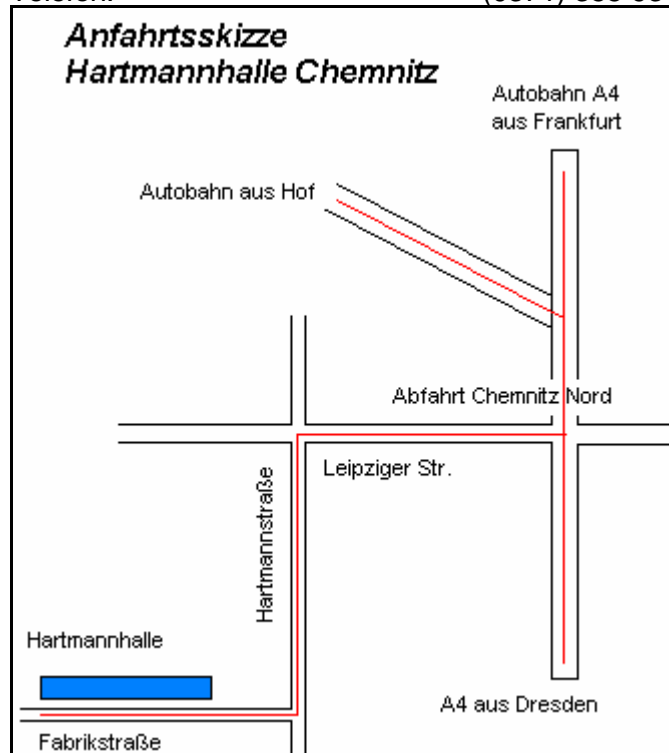 Anfahrtsskizze
Hartmannhalle Chemnitz
Autobahn A4
aus Frankfurt
Autobahn aus Hof
Abfahrt Chemnitz Nord
Leipziger Str.
Hartmannstraße
Hartmannhalle
A4 aus Dresden
Fabrikstraße